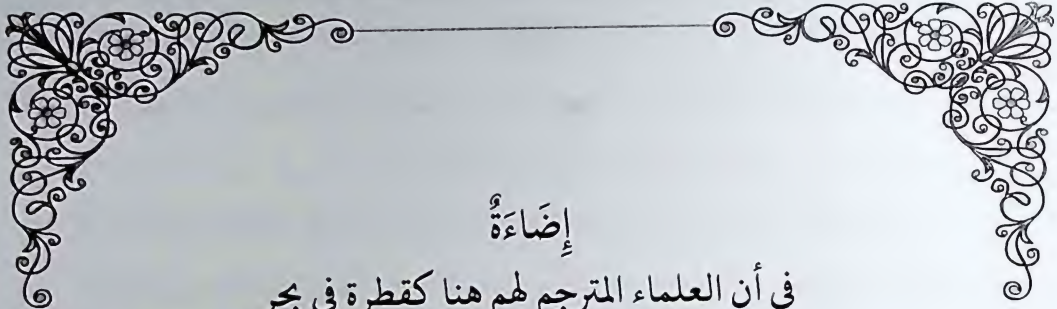 إِضَاءَةٌ
في أن العلماء المترجم لهم هنا كقطرة في بحر